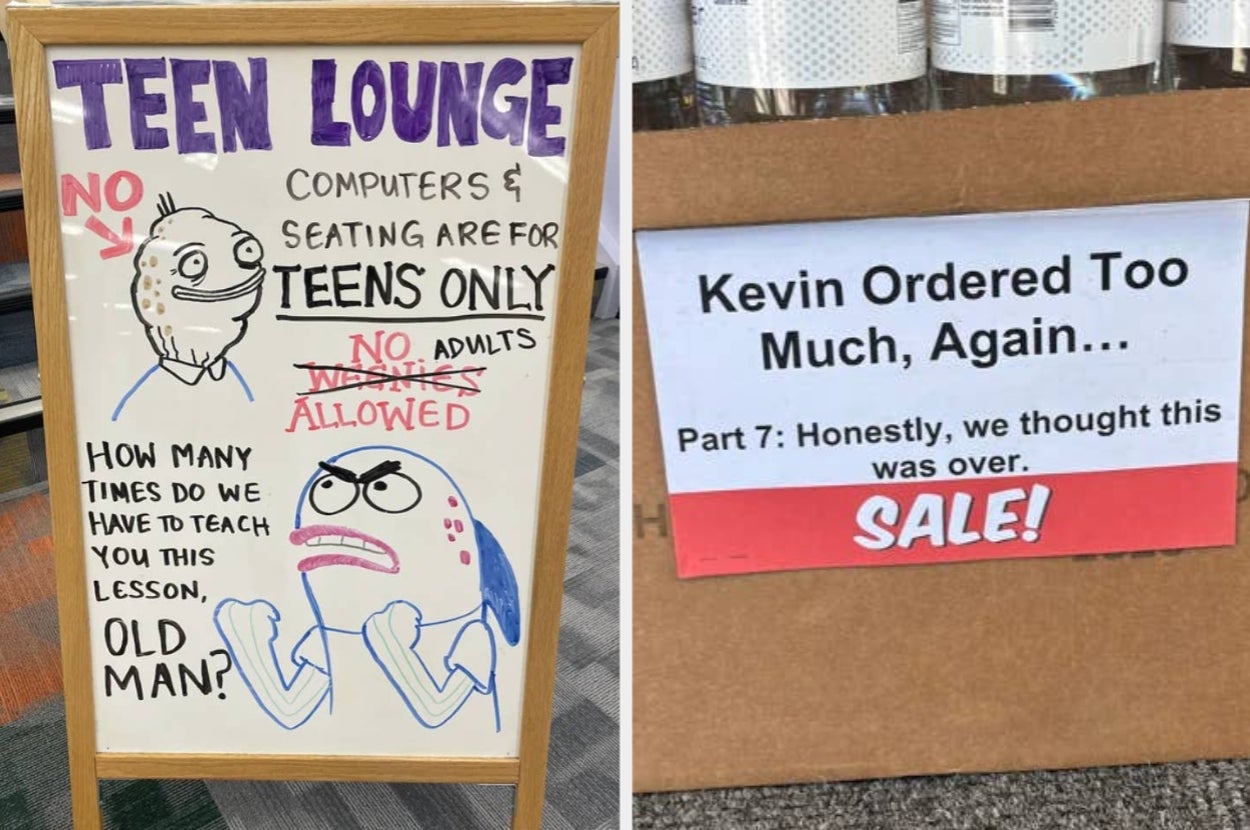 TEEN LOUNGE
NO
COMPUTERS &
SEATING ARE FOR
TEENS ONLY
NO ADULTS
WEENIES
ALLOWED
HOW MANY
TIMES DO WE
HAVE TO TEACH
YOU THIS
LESSON,
OLD
MAN?
Kevin Ordered Too
Much, Again...
Part 7: Honestly, we thought this
was over.
SALE!